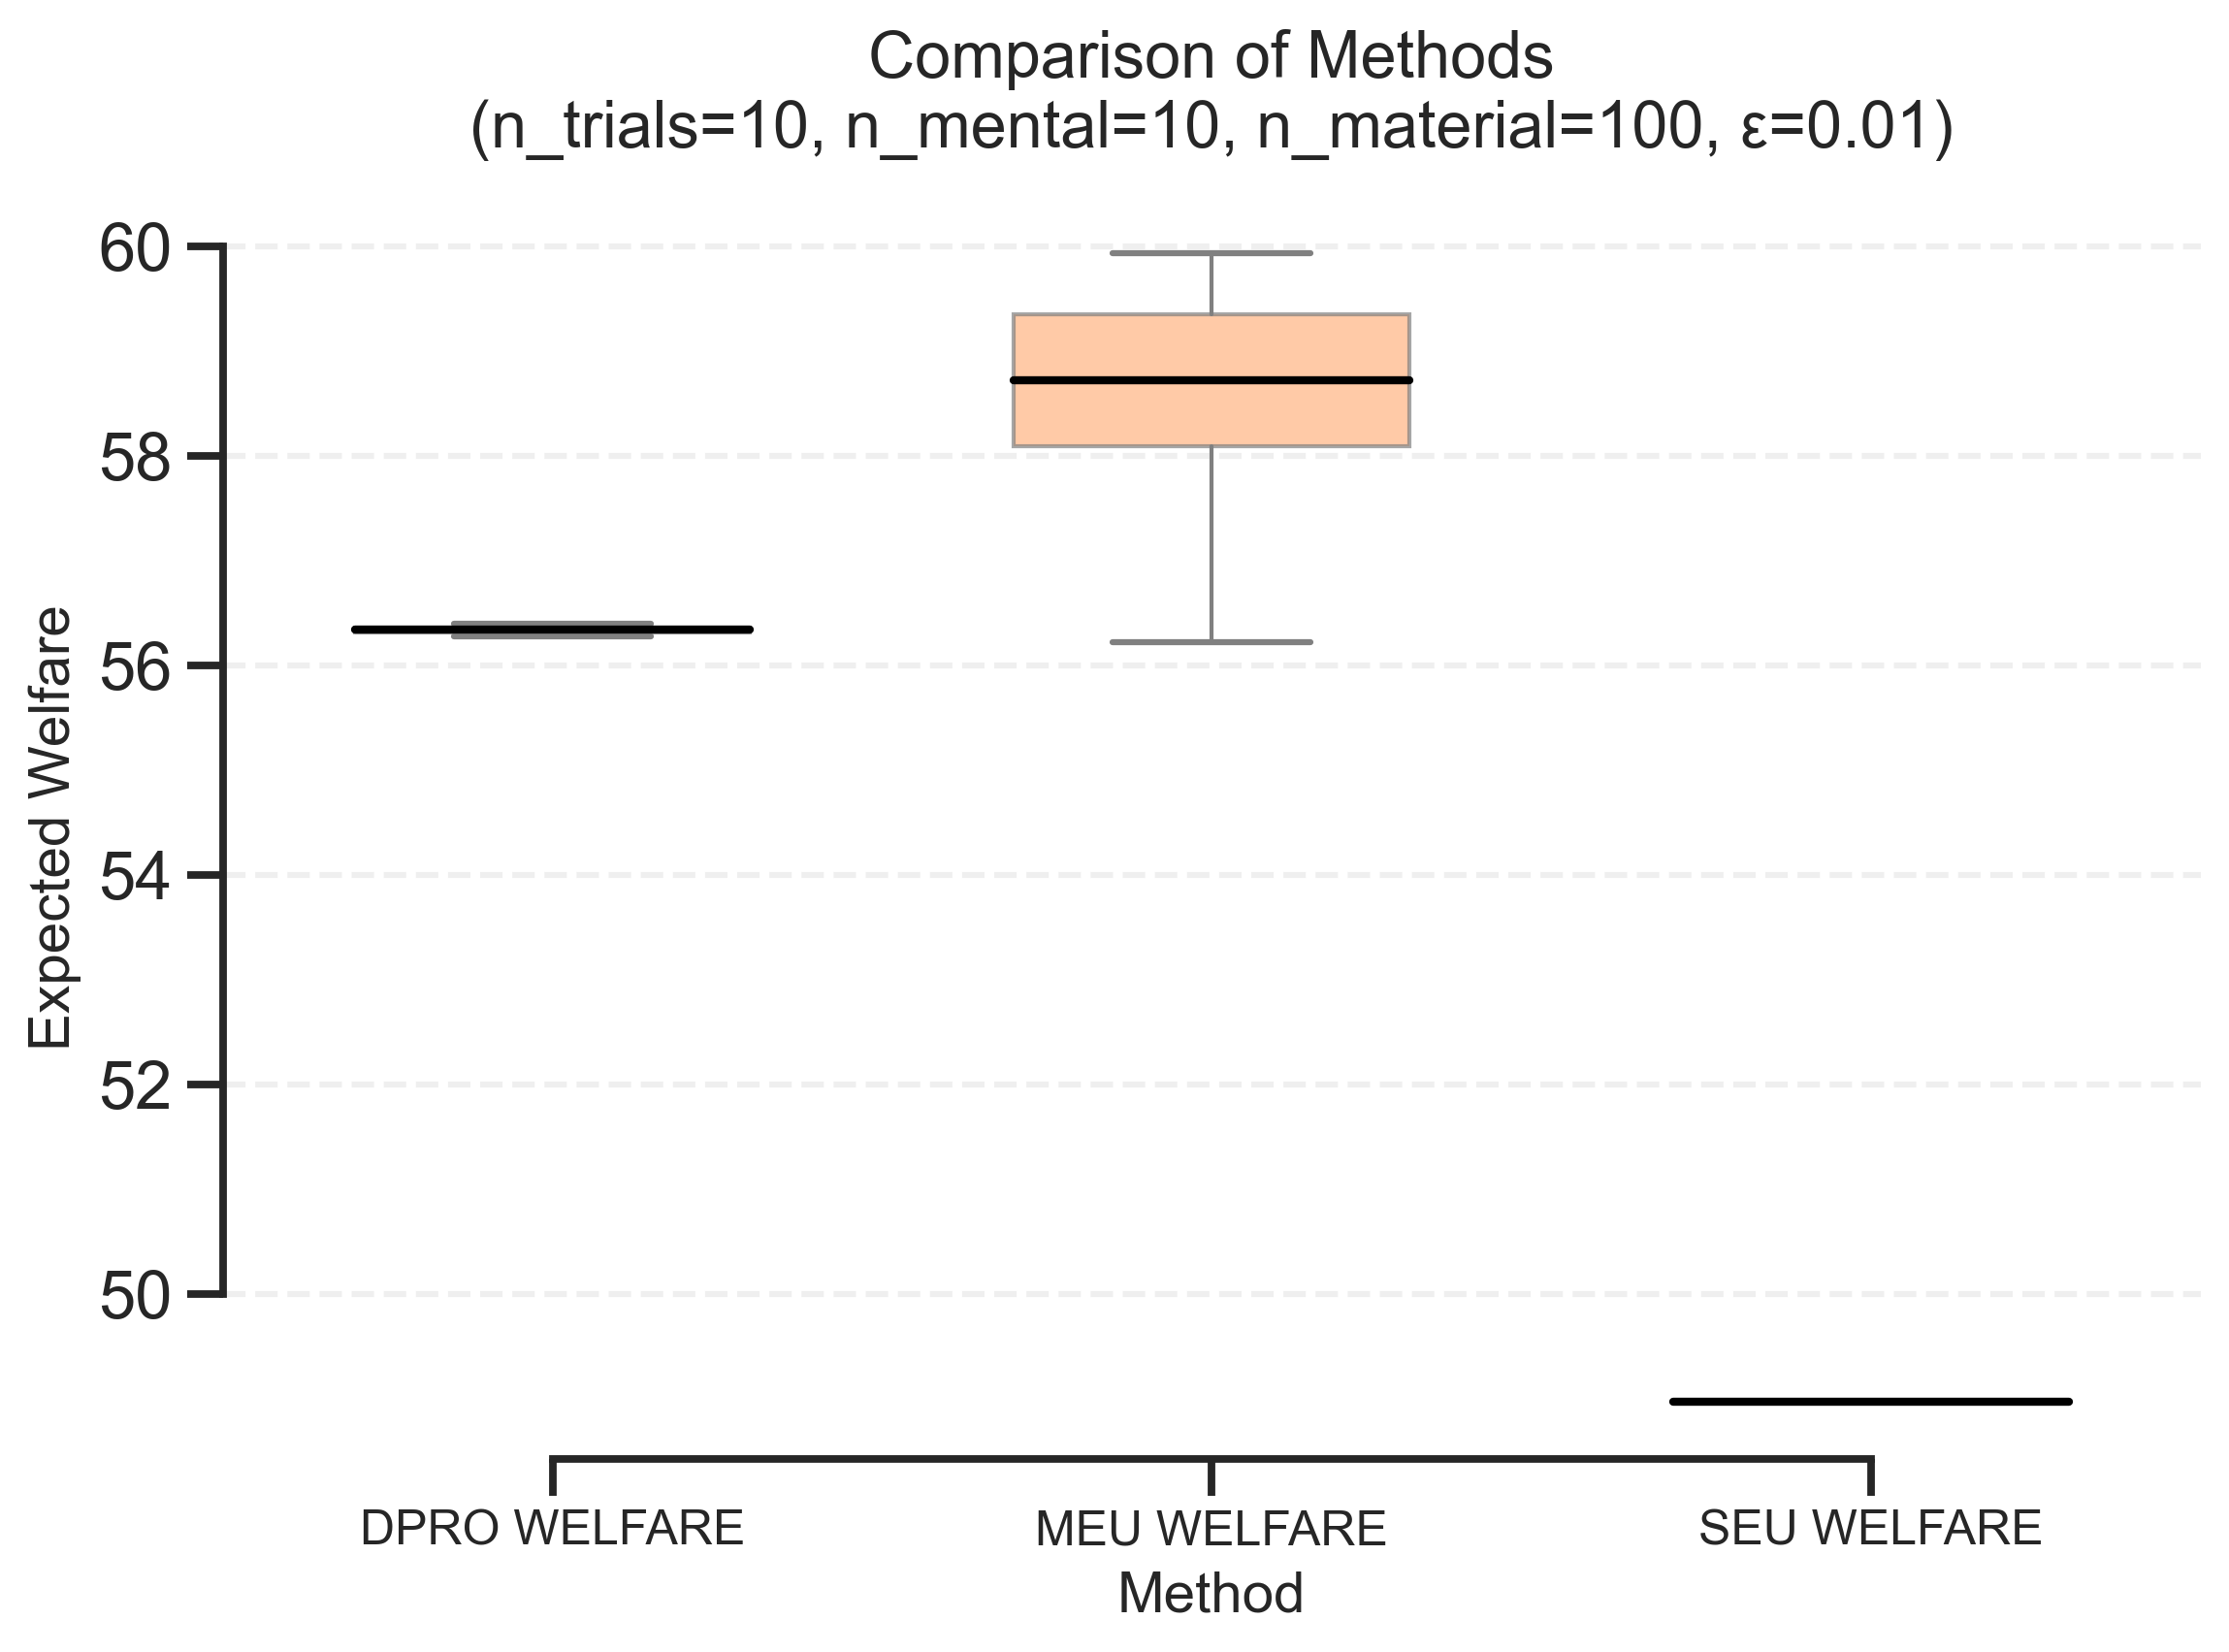 Comparison of Methods
(n_trials=10, n_mental=10, n_material=100, ε=0.01)
60
58
56
54
52
50
Expected Welfare
DPRO WELFARE
MEU WELFARE
SEU WELFARE
Method